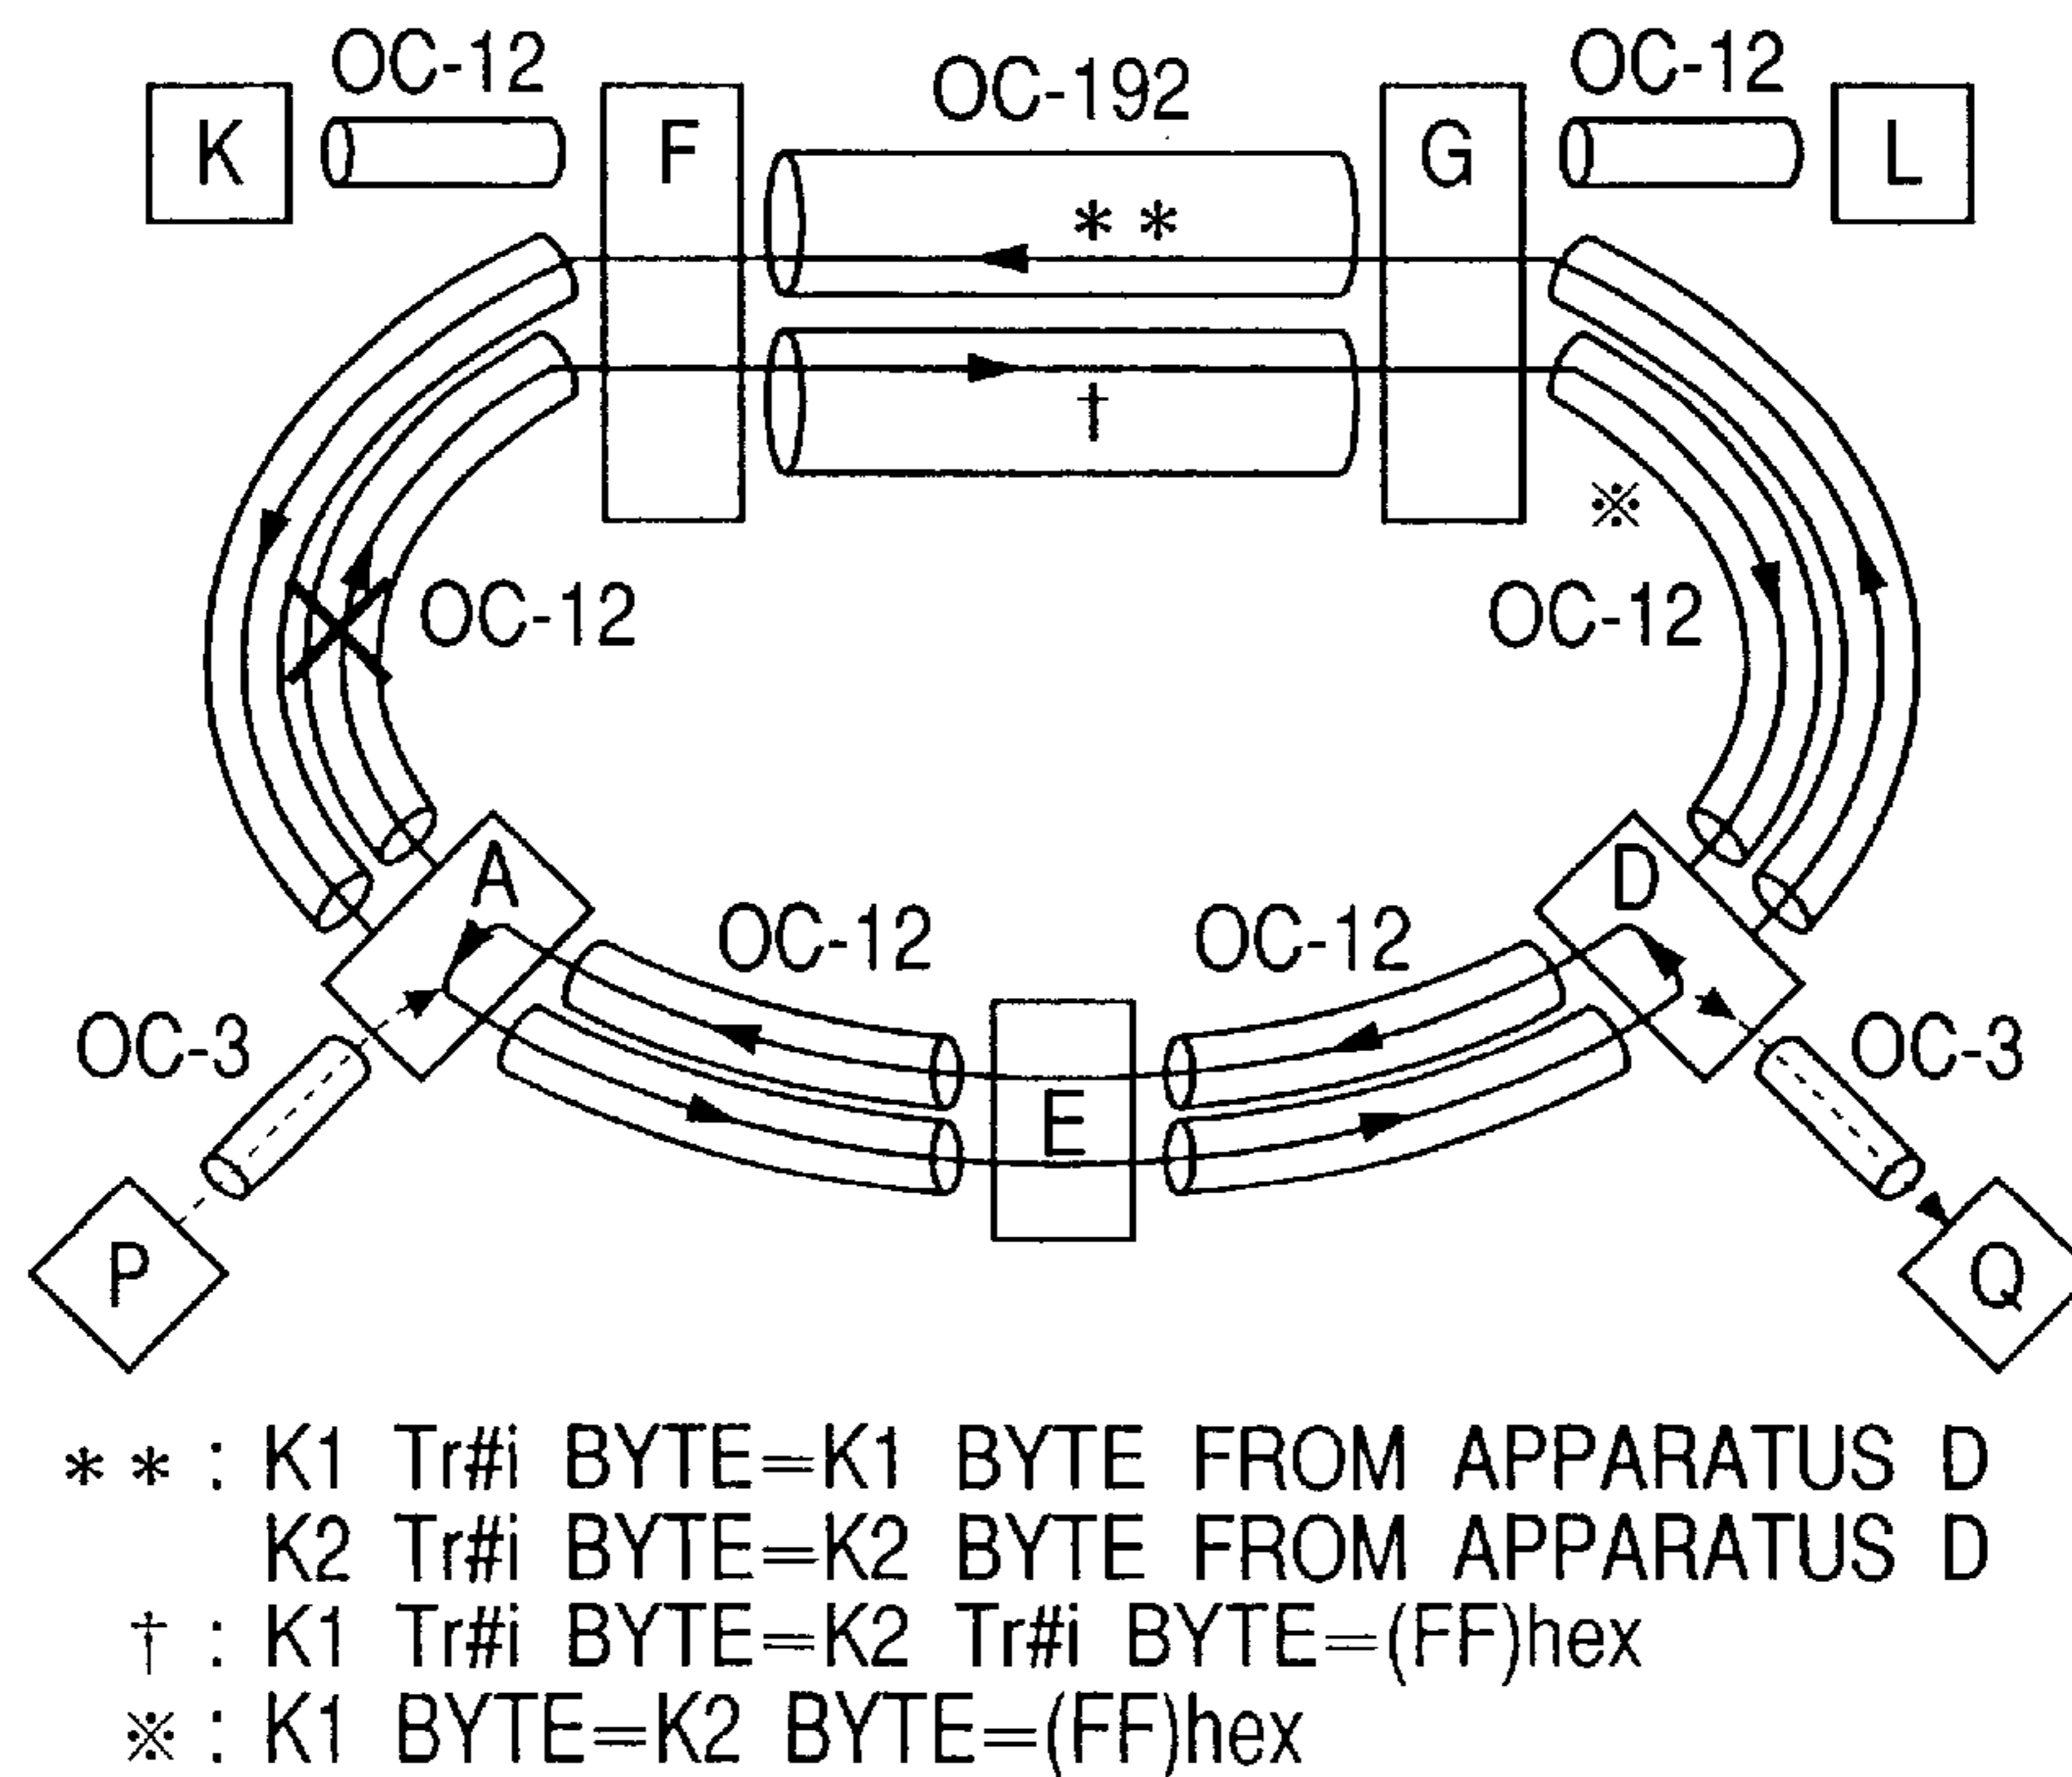 OC-12
OC-192
OC-12
K
F
G
L
**
†
※
OC-12
OC-12
A
D
OC-12
OC-12
OC-3
OC-3
E
P
Q
** : K1 Tr#i BYTE=K1 BYTE FROM APPARATUS D
K2 Tr#i BYTE=K2 BYTE FROM APPARATUS D
† : K1 Tr#i BYTE=K2 Tr#i BYTE=(FF)hex
※ : K1 BYTE=K2 BYTE=(FF)hex